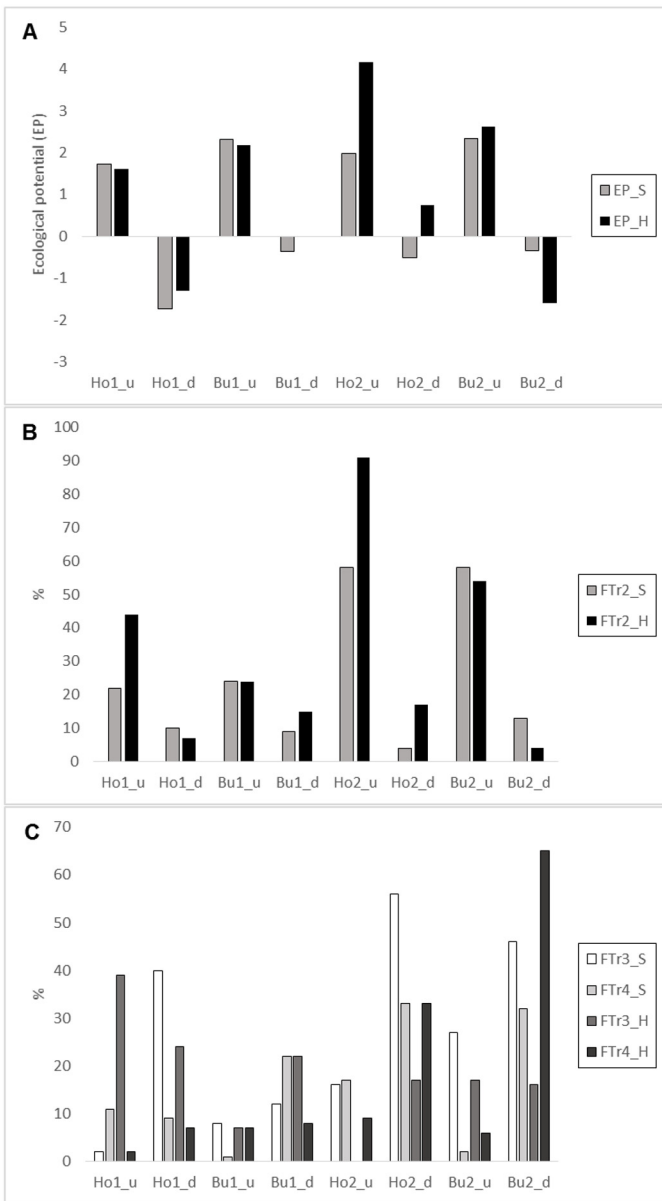 A
Ecological potential (EP)
5
4
3
2
1
0
-1
-2
-3
Ho1_u Ho1_d Bu1_u Bu1_d Ho2_u Ho2_d Bu2_u Bu2_d
EP_S
EP_H
B
%
100
90
80
70
60
50
40
30
20
10
0
Ho1_u Ho1_d Bu1_u Bu1_d Ho2_u Ho2_d Bu2_u Bu2_d
FTr2_S
FTr2_H
C
%
70
60
50
40
30
20
10
0
Ho1_u Ho1_d Bu1_u Bu1_d Ho2_u Ho2_d Bu2_u Bu2_d
FTr3_S
FTr4_S
FTr3_H
FTr4_H